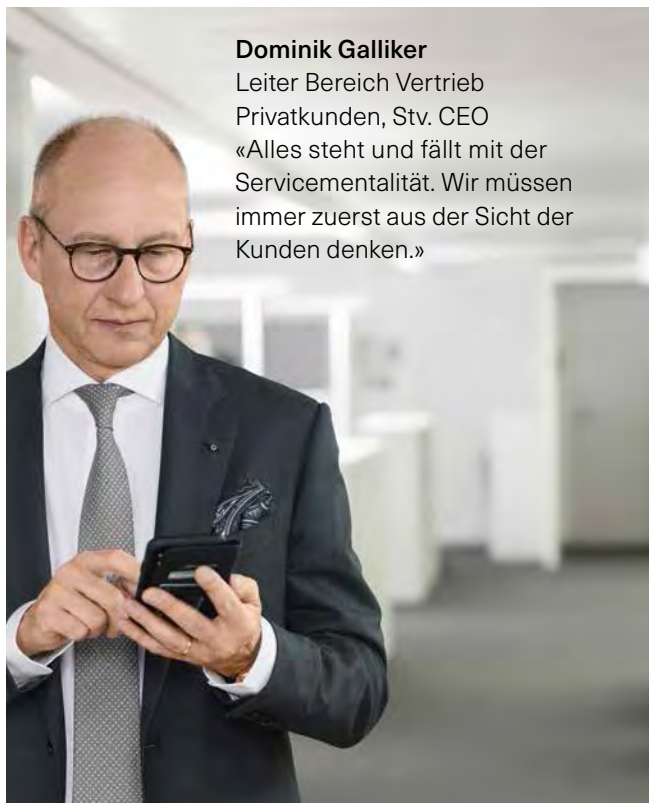 Dominik Galliker
Leiter Bereich Vertrieb
Privatkunden, Stv. CEO
«Alles steht und fällt mit der
Servicementalität. Wir müssen
immer zuerst aus der Sicht der
Kunden denken.»